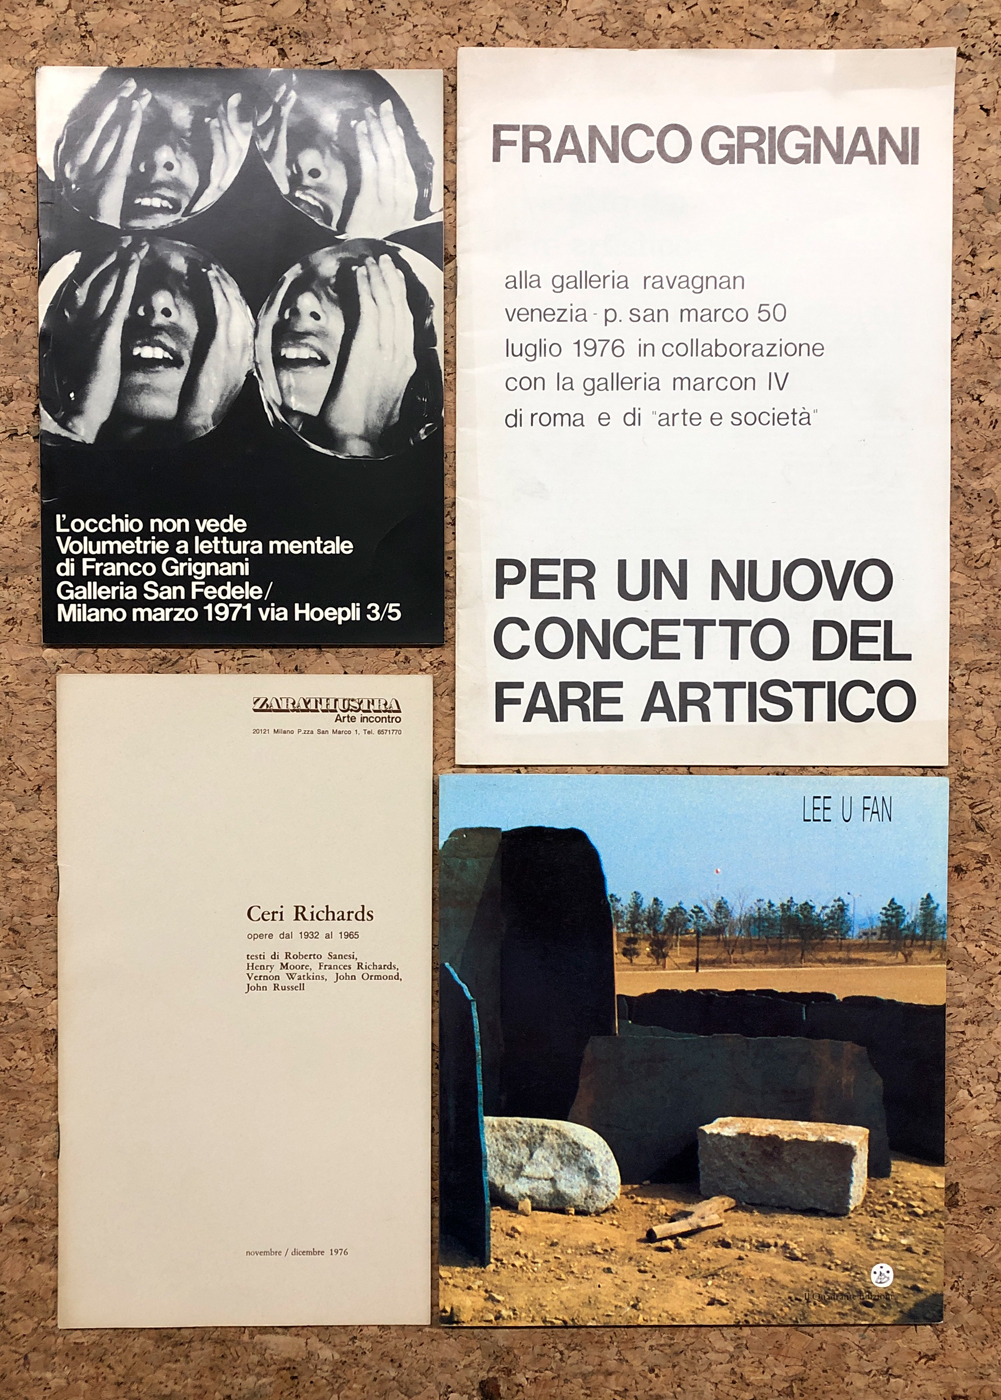 L'occhio non vede
Volumetrie a lettura mentale
di Franco Grignani
Galleria San Fedele/
Milano marzo 1971 via Hoepli 3/5
FRANCO GRIGNANI
alla galleria ravagnan
venezia - p. san marco 50
luglio 1976 in collaborazione
con la galleria marcon IV
di roma e di "arte e società"
PER UN NUOVO
CONCETTO DEL
FARE ARTISTICO
ZARATHUSTRA
Arte incontro
20121 Milano P.zza San Marco 1, Tel. 6571770
Ceri Richards
opere dal 1932 al 1965
testi di Roberto Sanesi,
Henry Moore, Frances Richards,
Vernon Watkins, John Ormond,
John Russell
novembre / dicembre 1976
LEE U FAN